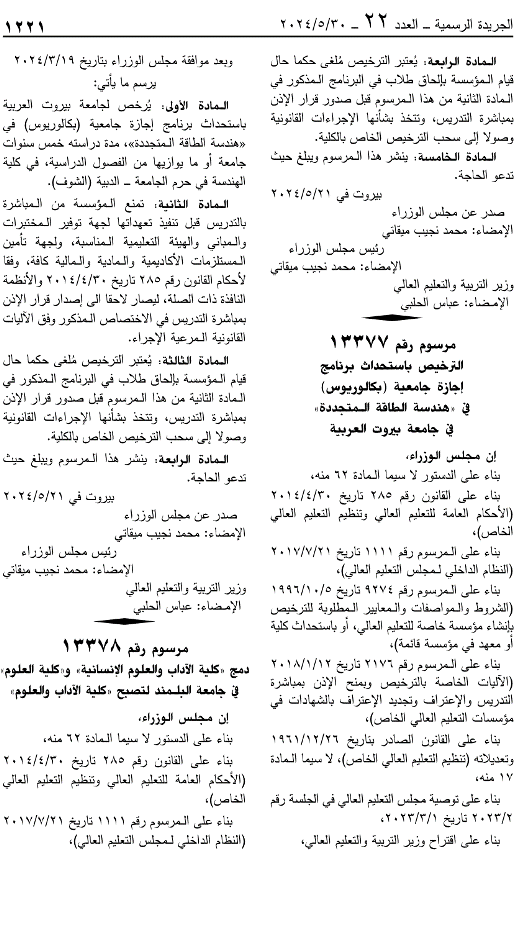 الجريدة الرسمية ـ العدد ٢٢ ـ ٢٠٢٤/٥/٣٠
١٢٢١
المادة الرابعة: يُعتبر الترخيص مُلغى حكما حال
قيام المؤسسة بإلحاق طلاب في البرنامج المذكور في
المادة الثانية من هذا المرسوم قبل صدور قرار الإذن
بمباشرة التدريس، وتتخذ بشأنها الإجراءات القانونية
وصولا إلى سحب الترخيص الخاص بالكلية.
المادة الخامسة: ينشر هذا المرسوم ويبلغ حيث
تدعو الحاجة.
بيروت في ٢٠٢٤/٥/٢١
صدر عن مجلس الوزراء
الإمضاء: محمد نجيب ميقاتي
رئيس مجلس الوزراء
الإمضاء: محمد نجيب ميقاتي
وزير التربية والتعليم العالي
الإمضاء: عباس الحلبي
مرسوم رقم ١٣٣٧٧
الترخيص باستحداث برنامج
إجازة جامعية (بكالوريوس)
في «هندسة الطاقة المتجددة»
في جامعة بيروت العربية
إن مجلس الوزراء،
بناء على الدستور لا سيما المادة ٦٢ منه،
بناء على القانون رقم ٢٨٥ تاريخ ٢٠١٤/٤/٣٠
(الأحكام العامة للتعليم العالي وتنظيم التعليم العالي
الخاص)،
بناء على المرسوم رقم ١١١١ تاريخ ٢٠١٧/٧/٢١
(النظام الداخلي لمجلس التعليم العالي)،
بناء على المرسوم رقم ٩٢٧٤ تاريخ ١٩٩٦/١٠/٥
(الشروط والمواصفات والمعايير المطلوبة للترخيص
بإنشاء مؤسسة خاصة للتعليم العالي، أو باستحداث كلية
أو معهد في مؤسسة قائمة)،
بناء على المرسوم رقم ٢١٧٦ تاريخ ٢٠١٨/١/١٢
(الآليات الخاصة بالترخيص وبمنح الإذن بمباشرة
التدريس والإعتراف وتجديد الإعتراف بالشهادات في
مؤسسات التعليم العالي الخاص)،
بناء على القانون الصادر بتاريخ ١٩٦١/١٢/٢٦
وتعديلاته (تنظيم التعليم العالي الخاص)، لا سيما المادة
١٧ منه،
بناء على توصية مجلس التعليم العالي في الجلسة رقم
٢٠٢٣/٢ تاريخ ٢٠٢٣/٣/١،
بناء على اقتراح وزير التربية والتعليم العالي،
وبعد موافقة مجلس الوزراء بتاريخ ٢٠٢٤/٣/١٩
يرسم ما يأتي:
المادة الأولى: يُرخص لجامعة بيروت العربية
باستحداث برنامج إجازة جامعية (بكالوريوس) في
«هندسة الطاقة المتجددة»، مدة دراسته خمس سنوات
جامعة أو ما يوازيها من الفصول الدراسية، في كلية
الهندسة في حرم الجامعة ـ الدبية (الشوف).
المادة الثانية: تمنع المؤسسة من المباشرة
بالتدريس قبل تنفيذ تعهداتها لجهة توفير المختبرات
والمباني والهيئة التعليمية المناسبة، ولجهة تأمين
المستلزمات الأكاديمية والمادية والمالية كافة، وفقا
لأحكام القانون رقم ٢٨٥ تاريخ ٢٠١٤/٤/٣٠ والأنظمة
النافذة ذات الصلة، ليصار لاحقا الى إصدار قرار الإذن
بمباشرة التدريس في الاختصاص المذكور وفق الآليات
القانونية المرعية الإجراء.
المادة الثالثة: يُعتبر الترخيص مُلغى حكما حال
قيام المؤسسة بإلحاق طلاب في البرنامج المذكور في
المادة الثانية من هذا المرسوم قبل صدور قرار الإذن
بمباشرة التدريس، وتتخذ بشأنها الإجراءات القانونية
وصولا إلى سحب الترخيص الخاص بالكلية.
المادة الرابعة: ينشر هذا المرسوم ويبلغ حيث
تدعو الحاجة.
بيروت في ٢٠٢٤/٥/٢١
صدر عن مجلس الوزراء
الإمضاء: محمد نجيب ميقاتي
رئيس مجلس الوزراء
الإمضاء: محمد نجيب ميقاتي
وزير التربية والتعليم العالي
الإمضاء: عباس الحلبي
مرسوم رقم ١٣٣٧٨
دمج «كلية الآداب والعلوم الإنسانية» و«كلية العلوم»
في جامعة البلمند لتصبح «كلية الآداب والعلوم»
إن مجلس الوزراء،
بناء على الدستور لا سيما المادة ٦٢ منه،
بناء على القانون رقم ٢٨٥ تاريخ ٢٠١٤/٤/٣٠
(الأحكام العامة للتعليم العالي وتنظيم التعليم العالي
الخاص)،
بناء على المرسوم رقم ١١١١ تاريخ ٢٠١٧/٧/٢١
(النظام الداخلي لمجلس التعليم العالي)،